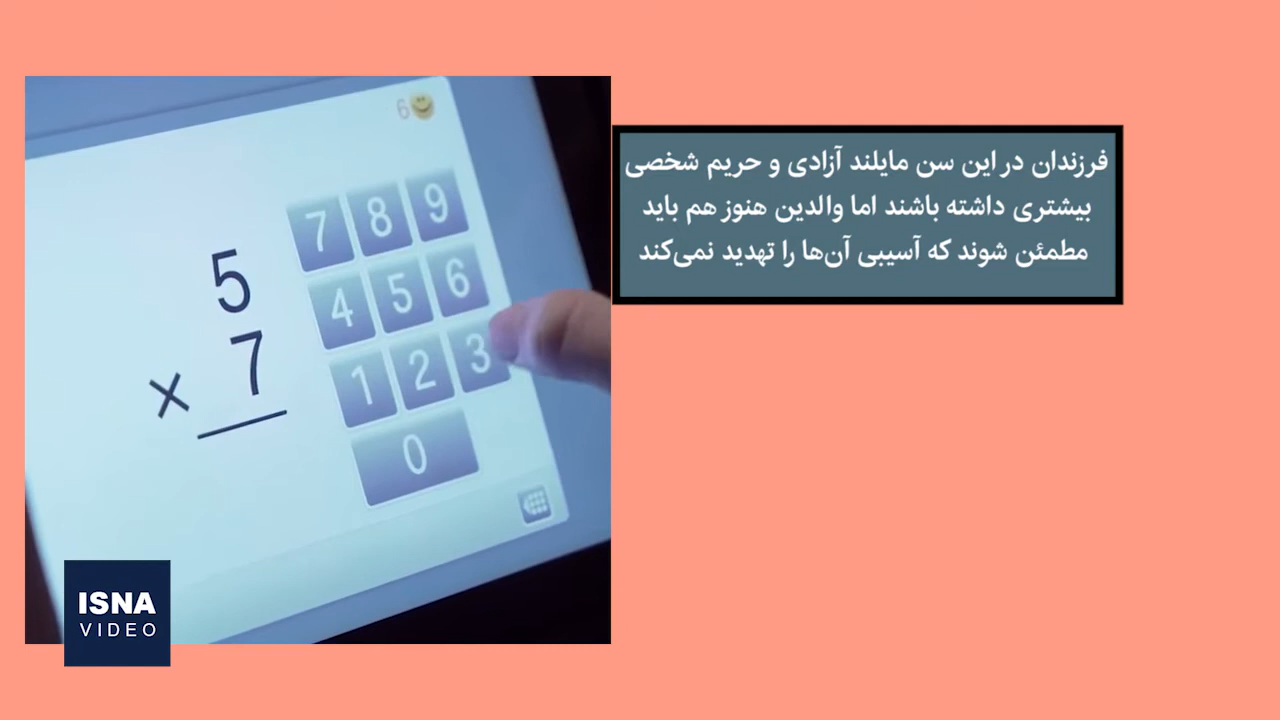 فرزندان در این سن مایلند آزادی و حریم شخصی
بیشتری داشته باشند اما والدین هنوز هم باید
مطمئن شوند که آسیبی آن‌ها را تهدید نمی‌کند
6
7 8 9
5
4 5 6
× 7
1 2 3
0
ISNA
VIDEO